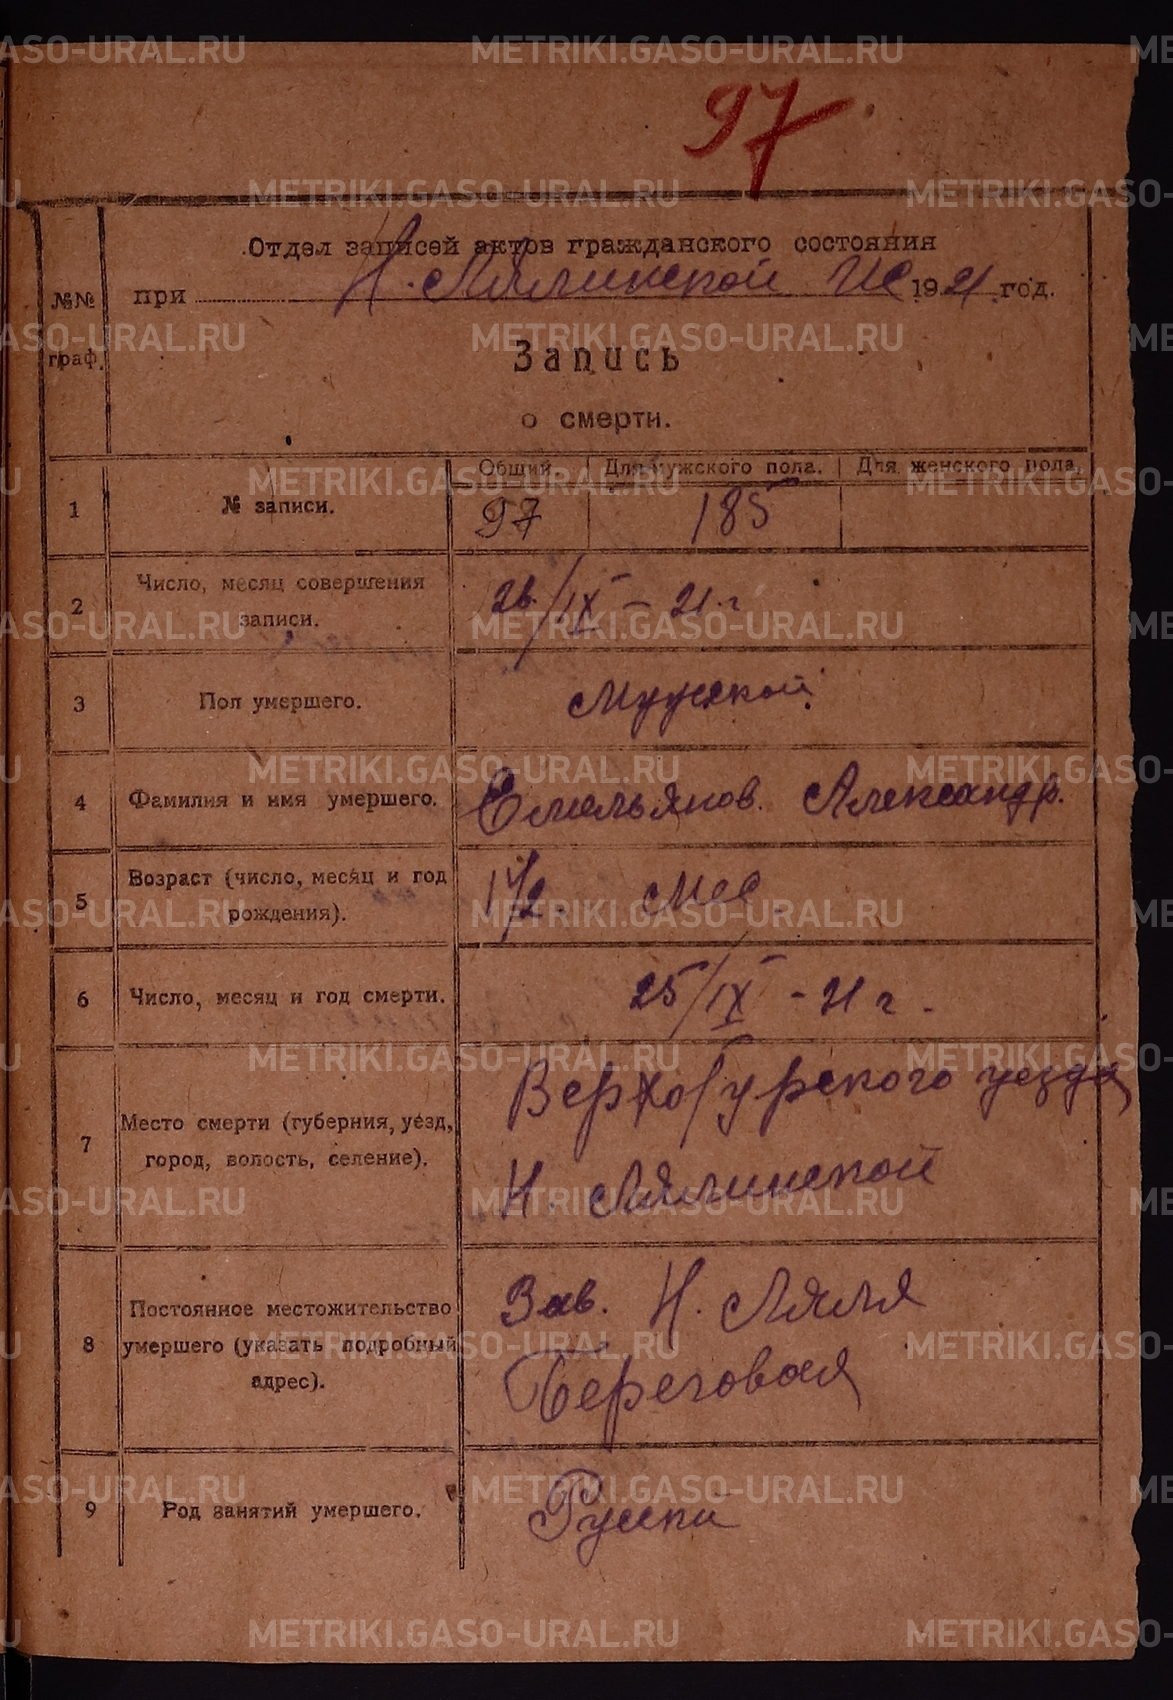 97
Отдел записей актов гражданского состояния
при Н. Лялинской 1921 год.
№№ граф.
Запись
о смерти.
Общий. Для мужского пола. Для женского пола.
1 № записи. 97 185
2 Число, месяц совершения записи. 26/IX – 21 г
3 Пол умершего. Мужской
4 Фамилия и имя умершего. Емельянов. Александр.
5 Возраст (число, месяц и год рождения). 1 1/2 Мес.
6 Число, месяц и год смерти. 25/IX - 21 г.
7 Место смерти (губерния, уезд, город, волость, селение). Верхотурского уезда
Н. Лялинской
8 Постоянное местожительство умершего (указать подробный адрес). Зав. Н. Ляля
Береговая
9 Род занятий умершего.
METRIKI.GASO-URAL.RU